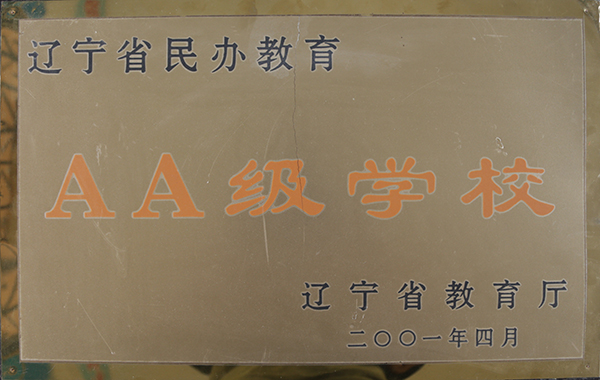 辽宁省民办教育
AA级学校
辽宁省教育厅
二〇〇一年四月